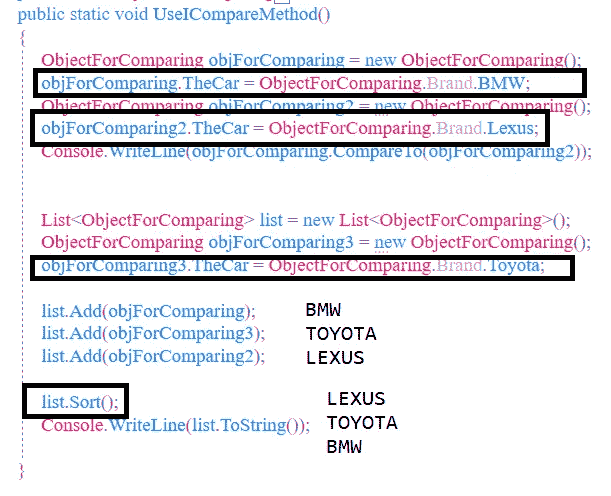 public static void UseICompareMethod()
{
ObjectForComparing objForComparing = new ObjectForComparing();
objForComparing.TheCar = ObjectForComparing.Brand.BMW;
ObjectForComparing objForComparing2 = new ObjectForComparing();
objForComparing2.TheCar = ObjectForComparing.Brand.Lexus;
Console.WriteLine(objForComparing.CompareTo(objForComparing2));
List<ObjectForComparing> list = new List<ObjectForComparing>();
ObjectForComparing objForComparing3 = new ObjectForComparing();
objForComparing3.TheCar = ObjectForComparing.Brand.Toyota;
list.Add(objForComparing); BMW
list.Add(objForComparing3); TOYOTA
list.Add(objForComparing2); LEXUS
list.Sort(); LEXUS
Console.WriteLine(list.ToString()); TOYOTA
BMW
}